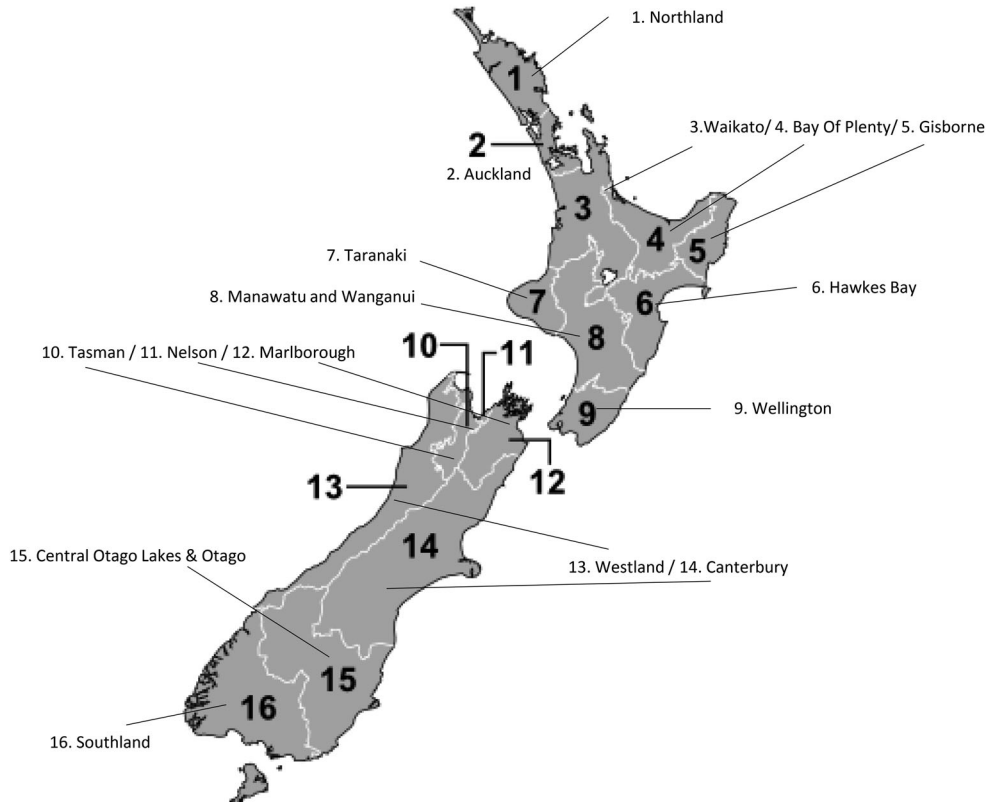 1. Northland
1
3.Waikato/ 4. Bay Of Plenty/ 5. Gisborne
2
2. Auckland
3
4
5
7. Taranaki
6. Hawkes Bay
8. Manawatu and Wanganui
7
6
8
10. Tasman / 11. Nelson / 12. Marlborough
10
11
9
9. Wellington
12
13
14
15. Central Otago Lakes & Otago
13. Westland / 14. Canterbury
15
16
16. Southland